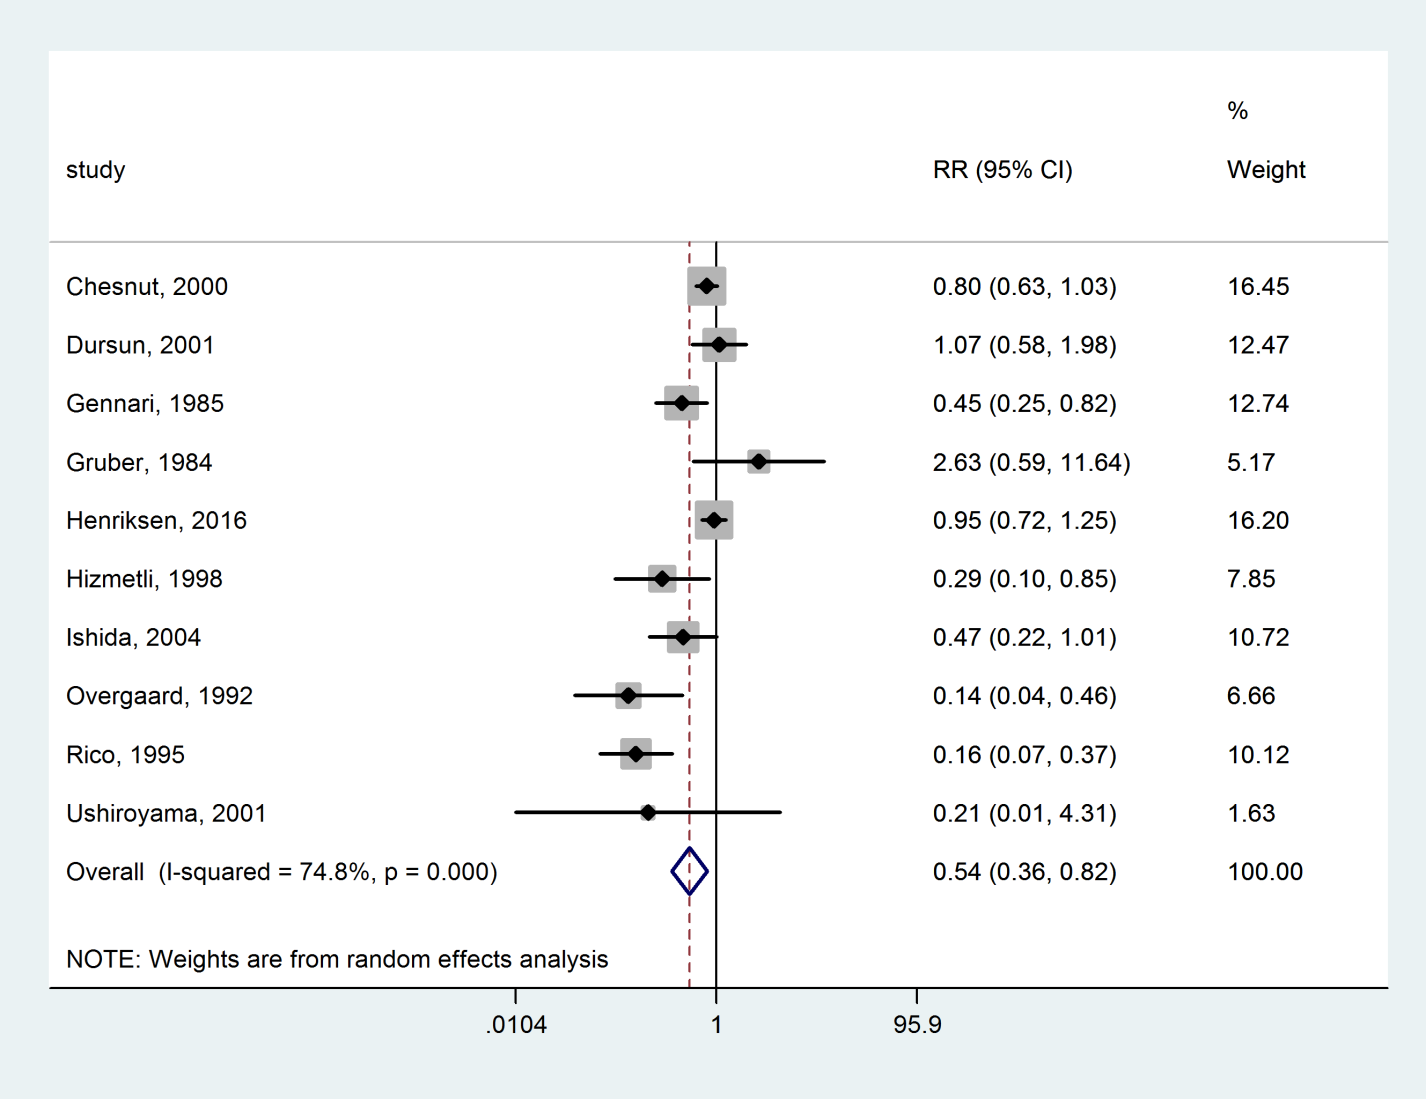 %
study RR (95% CI) Weight
Chesnut, 2000 0.80 (0.63, 1.03) 16.45
Dursun, 2001 1.07 (0.58, 1.98) 12.47
Gennari, 1985 0.45 (0.25, 0.82) 12.74
Gruber, 1984 2.63 (0.59, 11.64) 5.17
Henriksen, 2016 0.95 (0.72, 1.25) 16.20
Hizmetli, 1998 0.29 (0.10, 0.85) 7.85
Ishida, 2004 0.47 (0.22, 1.01) 10.72
Overgaard, 1992 0.14 (0.04, 0.46) 6.66
Rico, 1995 0.16 (0.07, 0.37) 10.12
Ushiroyama, 2001 0.21 (0.01, 4.31) 1.63
Overall (I-squared = 74.8%, p = 0.000) 0.54 (0.36, 0.82) 100.00
NOTE: Weights are from random effects analysis
.0104 1 95.9